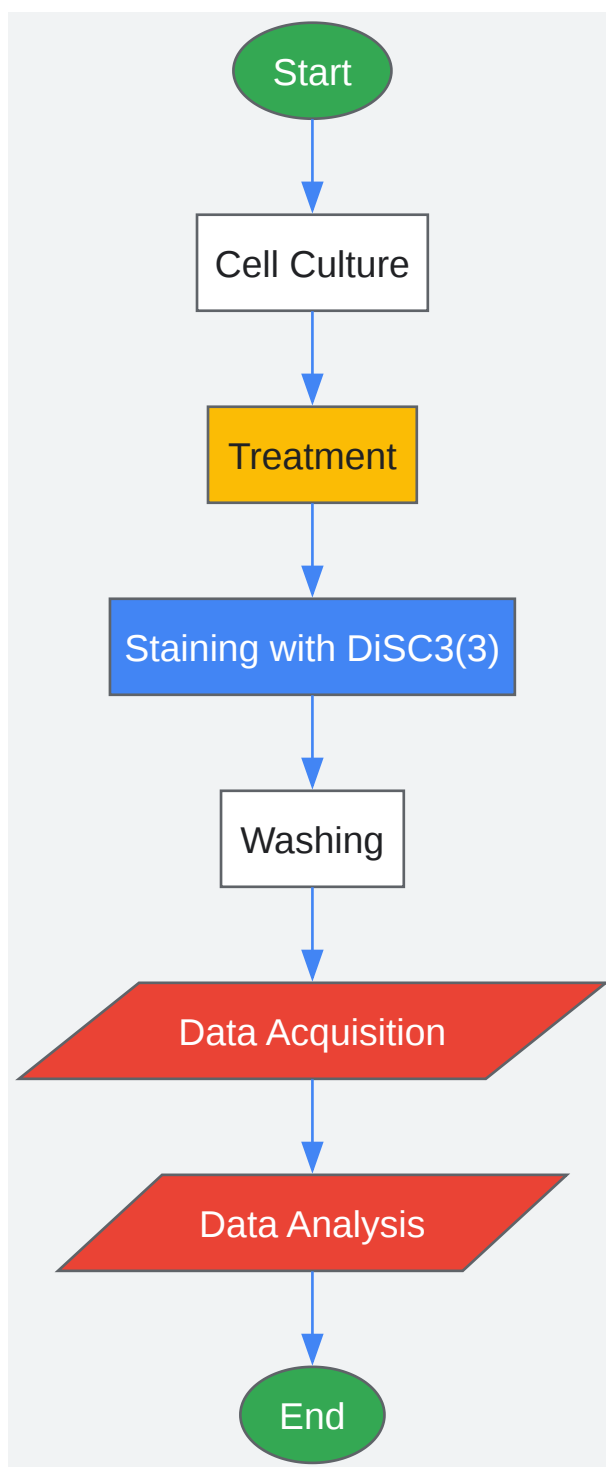 Start
Cell Culture
Treatment
Staining with DiSC3(3)
Washing
Data Acquisition
Data Analysis
End